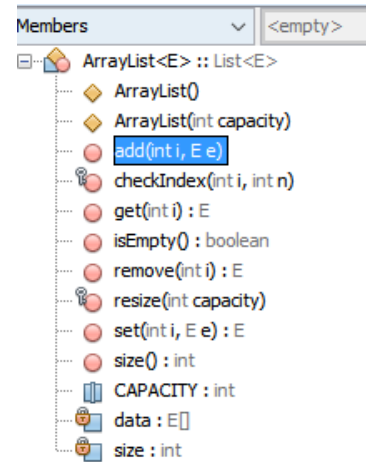 Members <empty>
ArrayList<E> :: List<E>
ArrayList()
ArrayList(int capacity)
add(int i, E e)
checkIndex(int i, int n)
get(int i) : E
isEmpty() : boolean
remove(int i) : E
resize(int capacity)
set(int i, E e) : E
size() : int
CAPACITY : int
data : E[]
size : int